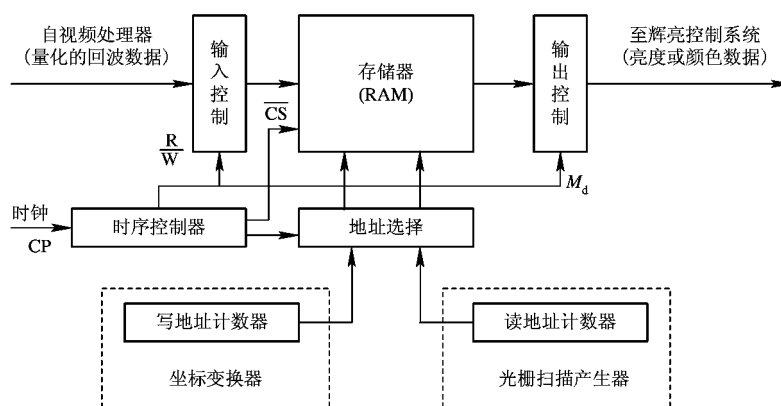 自视频处理器
(量化的回波数据)
输入控制
存储器
(RAM)
输出控制
至辉亮控制系统
(亮度或颜色数据)
CS
R
W
M_d
时钟
CP
时序控制器
地址选择
写地址计数器
坐标变换器
读地址计数器
光栅扫描产生器